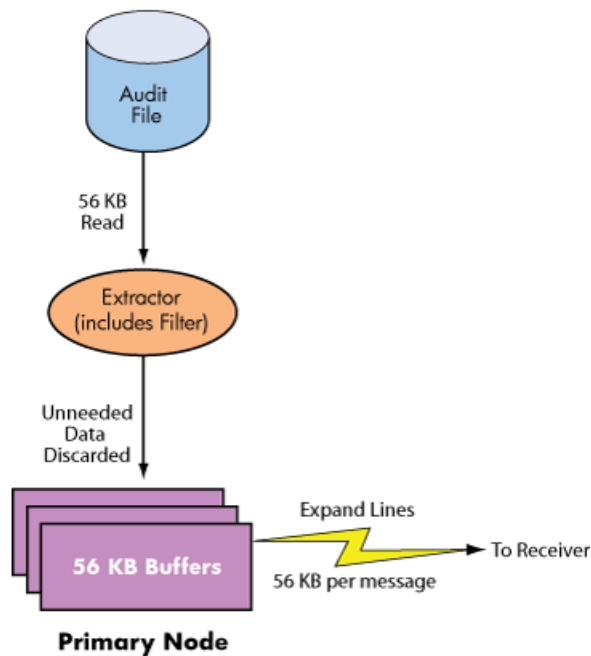 Audit
File
56 KB
Read
Extractor
(includes Filter)
Unneeded
Data
Discarded
Expand Lines
56 KB Buffers
To Receiver
56 KB per message
Primary Node